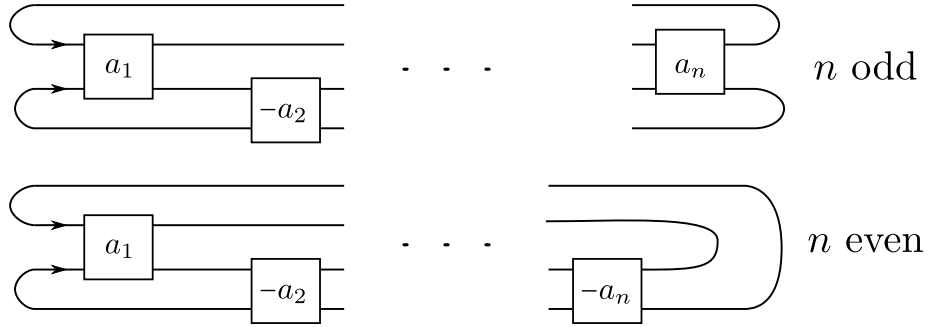 a₁ −a₂ · · · aₙ n odd
a₁ −a₂ · · · −aₙ n even